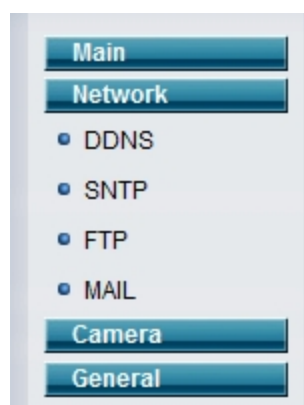 Main
Network
DDNS
SNTP
FTP
MAIL
Camera
General